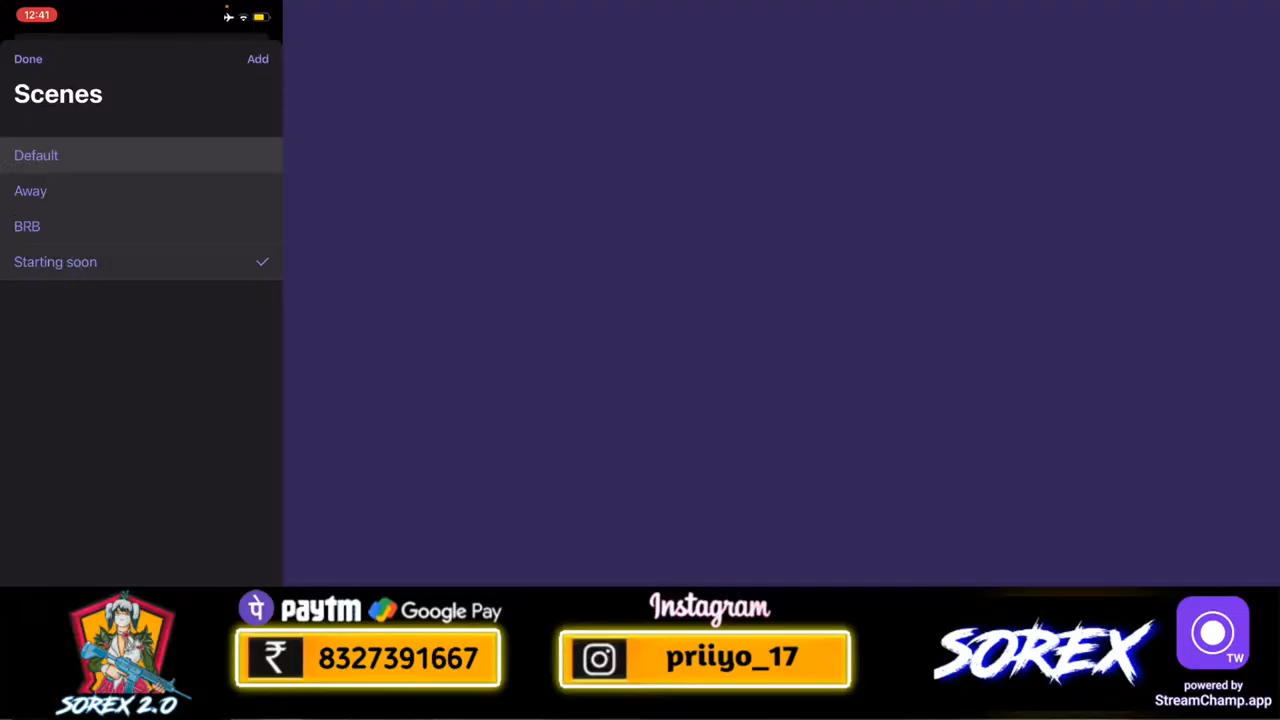 12:41
Done
Add
Scenes
Default
Away
BRB
Starting soon
पे paytm Google Pay
₹ 8327391667
Instagram
priiyo_17
SOREX 2.0
SOREX
TW
powered by
StreamChamp.app